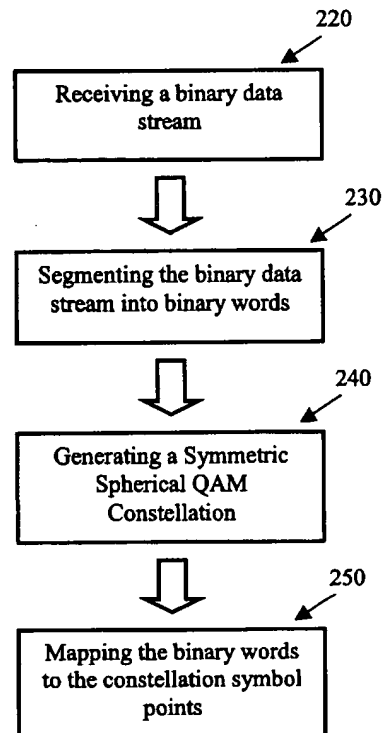 220
Receiving a binary data
stream
230
Segmenting the binary data
stream into binary words
240
Generating a Symmetric
Spherical QAM
Constellation
250
Mapping the binary words
to the constellation symbol
points